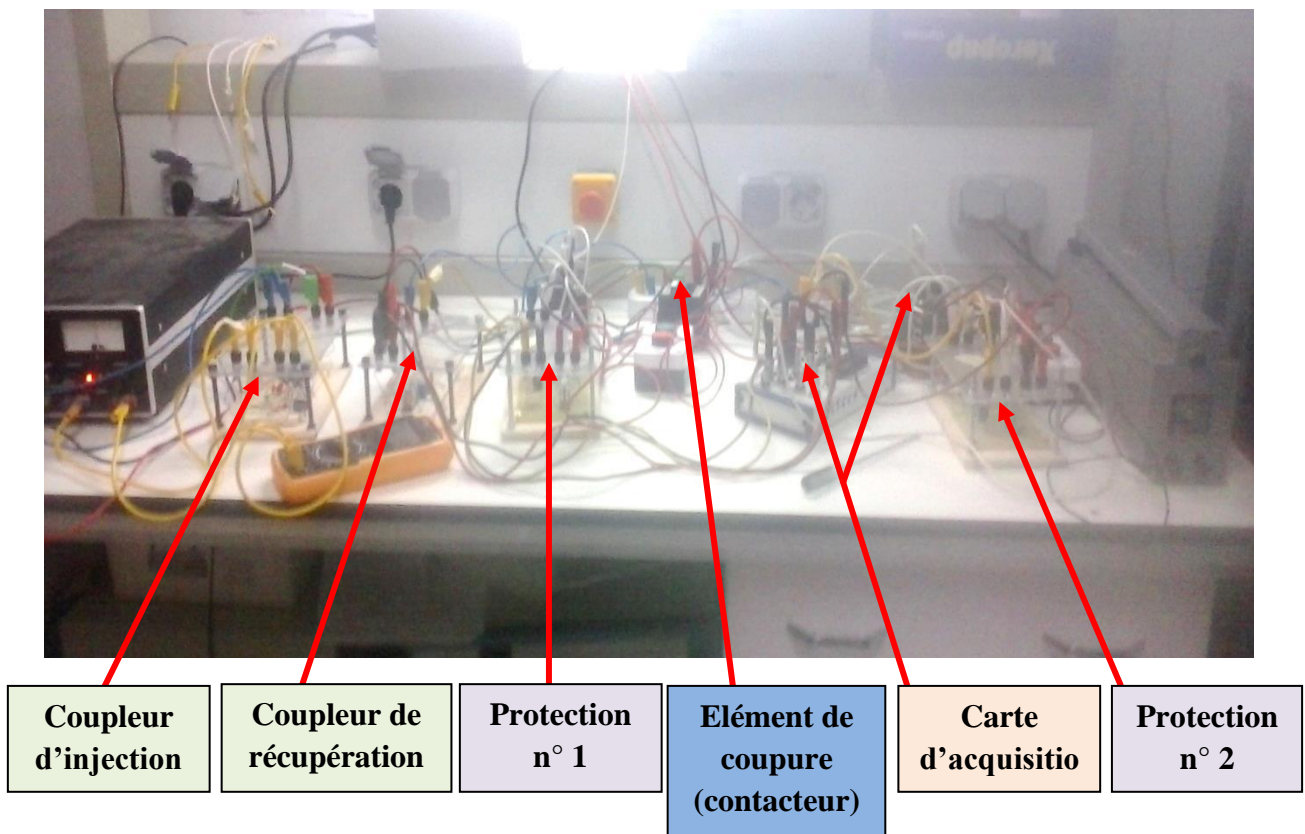 Coupleur
d’injection
Coupleur de
récupération
Protection
n° 1
Elément de
coupure
(contacteur)
Carte
d’acquisitio
Protection
n° 2